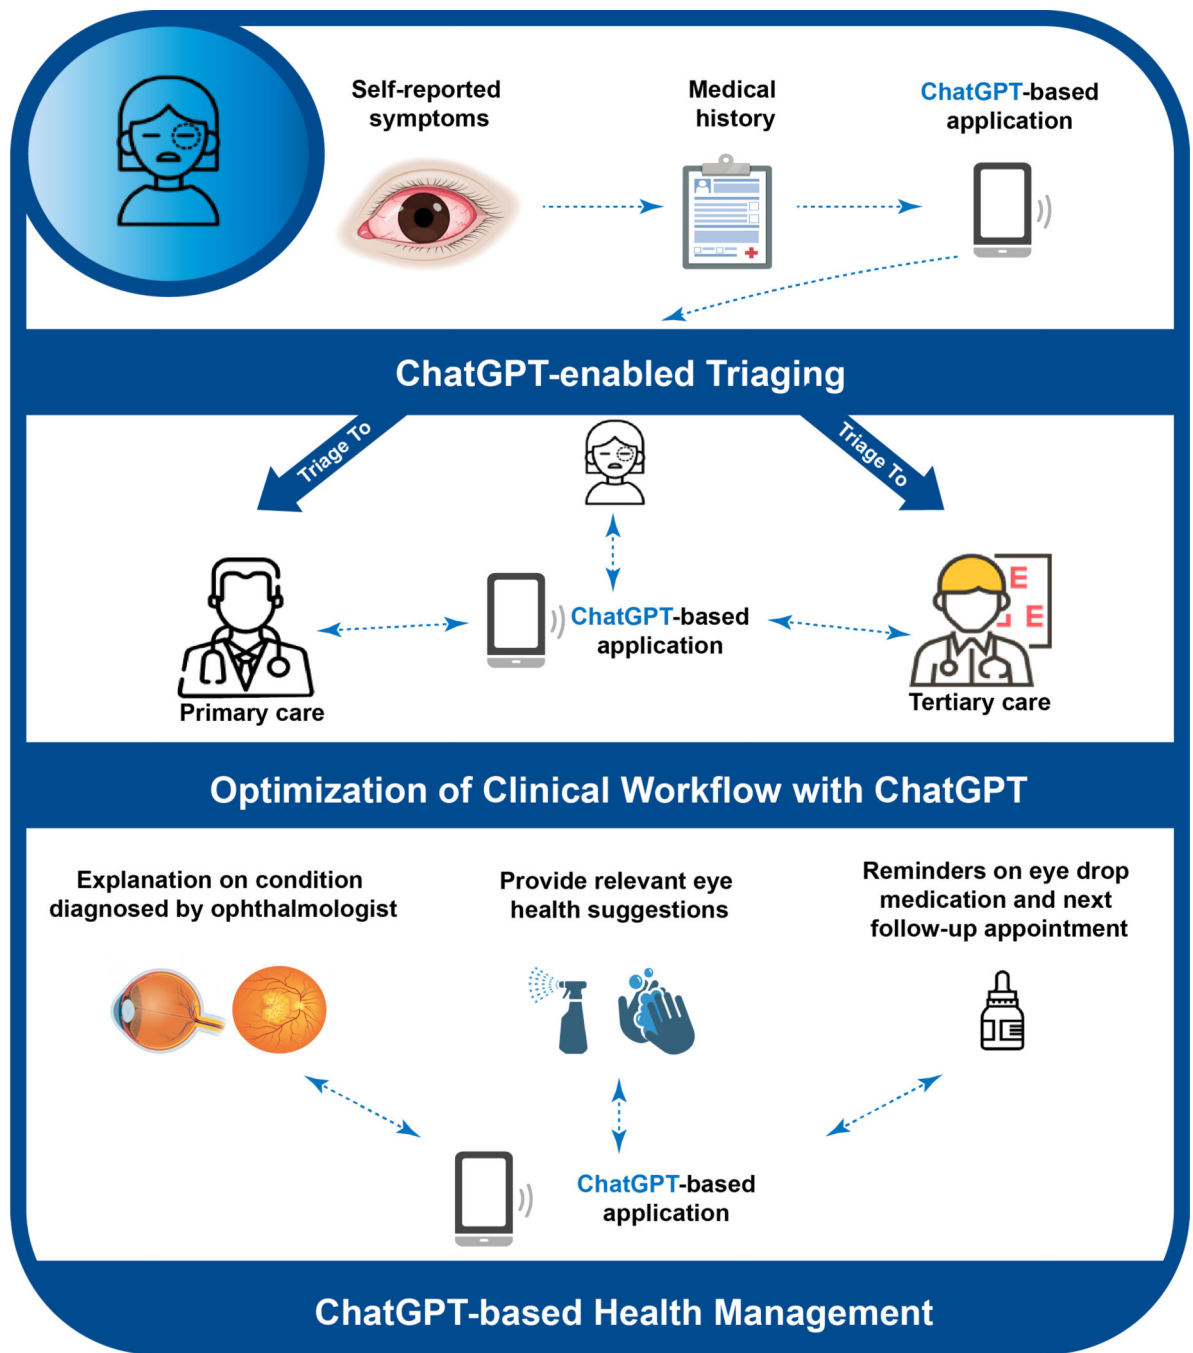 Self-reported
symptoms
Medical
history
ChatGPT-based
application
ChatGPT-enabled Triaging
Triage To
Triage To
E
E
ChatGPT-based
application
Primary care
Tertiary care
Optimization of Clinical Workflow with ChatGPT
Explanation on condition
diagnosed by ophthalmologist
Provide relevant eye
health suggestions
Reminders on eye drop
medication and next
follow-up appointment
ChatGPT-based
application
ChatGPT-based Health Management